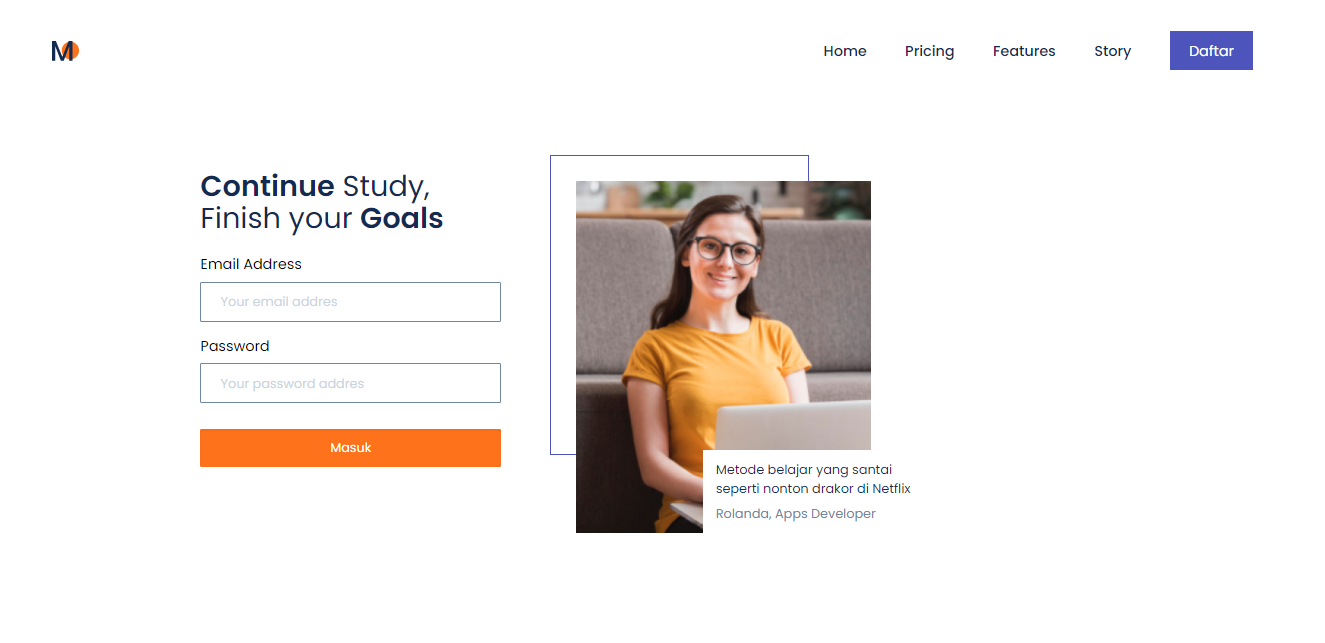 M
Home
Pricing
Features
Story
Daftar
Continue Study,
Finish your Goals
Email Address
Your email addres
Password
Your password addres
Masuk
Metode belajar yang santai
seperti nonton drakor di Netflix
Rolanda, Apps Developer